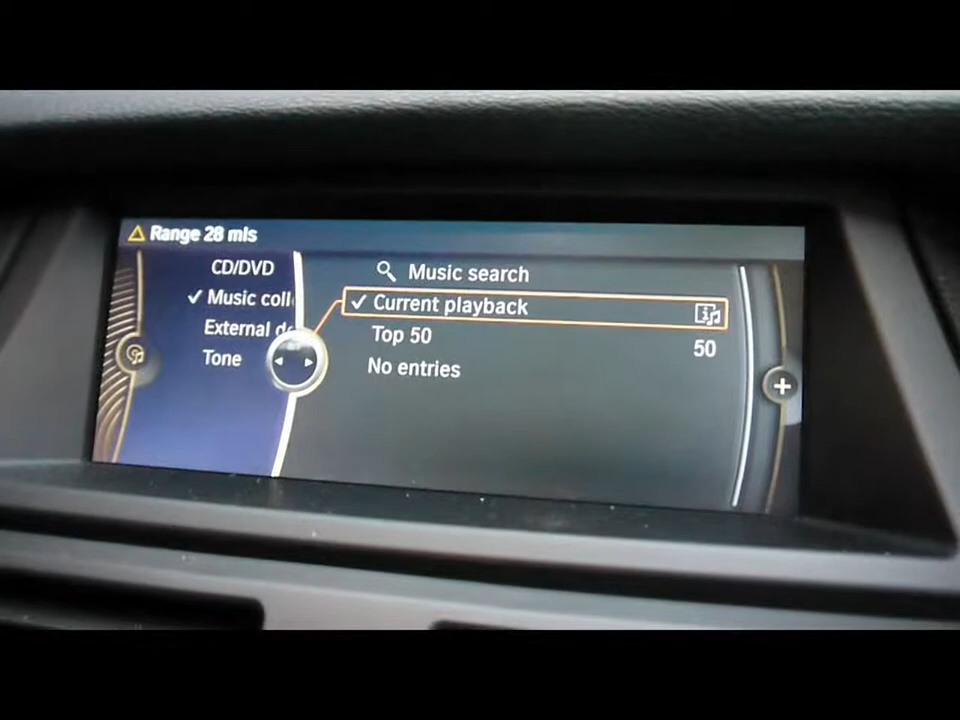 Range 28 mls
CD/DVD
Music coll
External d
Tone
Music search
Current playback
Top 50
50
No entries